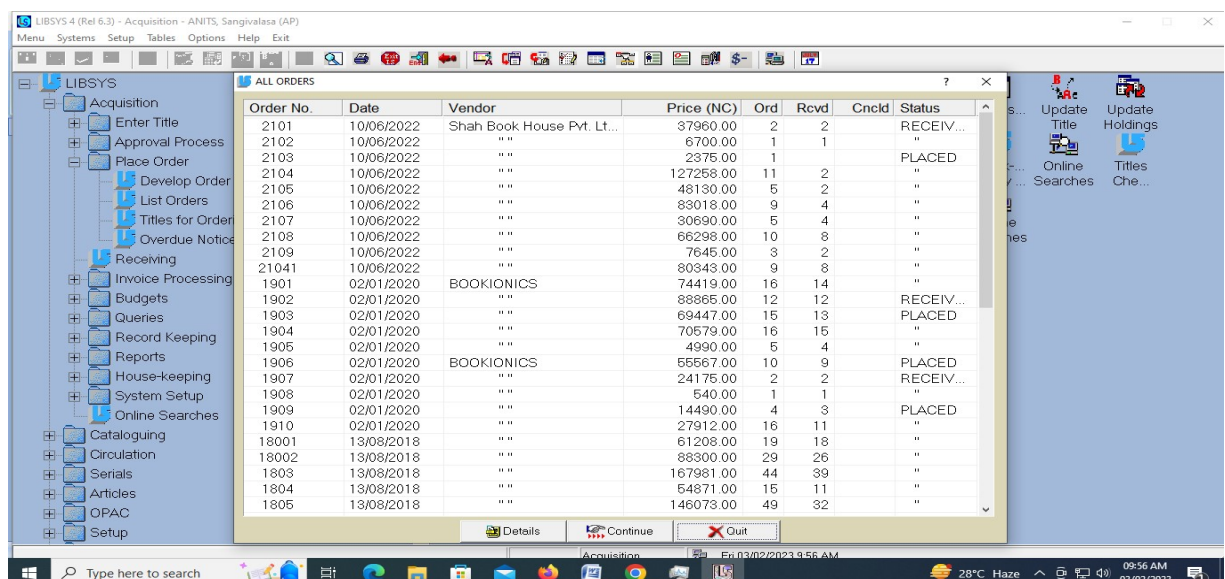 LIBSYS 4 (Rel 6.3) - Acquisition - ANITS, Sangivalasa (AP)
Menu Systems Setup Tables Options Help Exit
LIBSYS
Acquisition
Enter Title
Approval Process
Place Order
Develop Order
List Orders
Titles for Orderi
Overdue Notice
Receiving
Invoice Processing
Budgets
Queries
Record Keeping
Reports
House-keeping
System Setup
Online Searches
Cataloguing
Circulation
Serials
Articles
OPAC
Setup
ALL ORDERS ?
Order No. Date Vendor Price (NC) Ord Rcvd Cncld Status
2101 10/06/2022 Shah Book House Pvt. Lt... 37960.00 2 2 RECEIV...
2102 10/06/2022 " " 6700.00 1 1 "
2103 10/06/2022 " " 2375.00 1 PLACED
2104 10/06/2022 " " 127258.00 11 2 "
2105 10/06/2022 " " 48130.00 5 2 "
2106 10/06/2022 " " 83018.00 9 4 "
2107 10/06/2022 " " 30690.00 5 4 "
2108 10/06/2022 " " 66298.00 10 8 "
2109 10/06/2022 " " 7645.00 3 2 "
21041 10/06/2022 " " 80343.00 9 8 "
1901 02/01/2020 BOOKIONICS 74419.00 16 14 "
1902 02/01/2020 " " 88865.00 12 12 RECEIV...
1903 02/01/2020 " " 69447.00 15 13 PLACED
1904 02/01/2020 " " 70579.00 16 15 "
1905 02/01/2020 " " 4990.00 5 4 "
1906 02/01/2020 BOOKIONICS 55567.00 10 9 PLACED
1907 02/01/2020 " " 24175.00 2 2 RECEIV...
1908 02/01/2020 " " 540.00 1 1 "
1909 02/01/2020 " " 14490.00 4 3 PLACED
1910 02/01/2020 " " 27912.00 16 11 "
18001 13/08/2018 " " 61208.00 19 18 "
18002 13/08/2018 " " 88300.00 29 26 "
1803 13/08/2018 " " 167981.00 44 39 "
1804 13/08/2018 " " 54871.00 15 11 "
1805 13/08/2018 " " 146073.00 49 32 "
Details Continue Quit
Update Title
Update Holdings
Online Searches
Titles Che...
Acquisition Fri,03/02/2023 9:56 AM
Type here to search
28°C Haze
09:56 AM